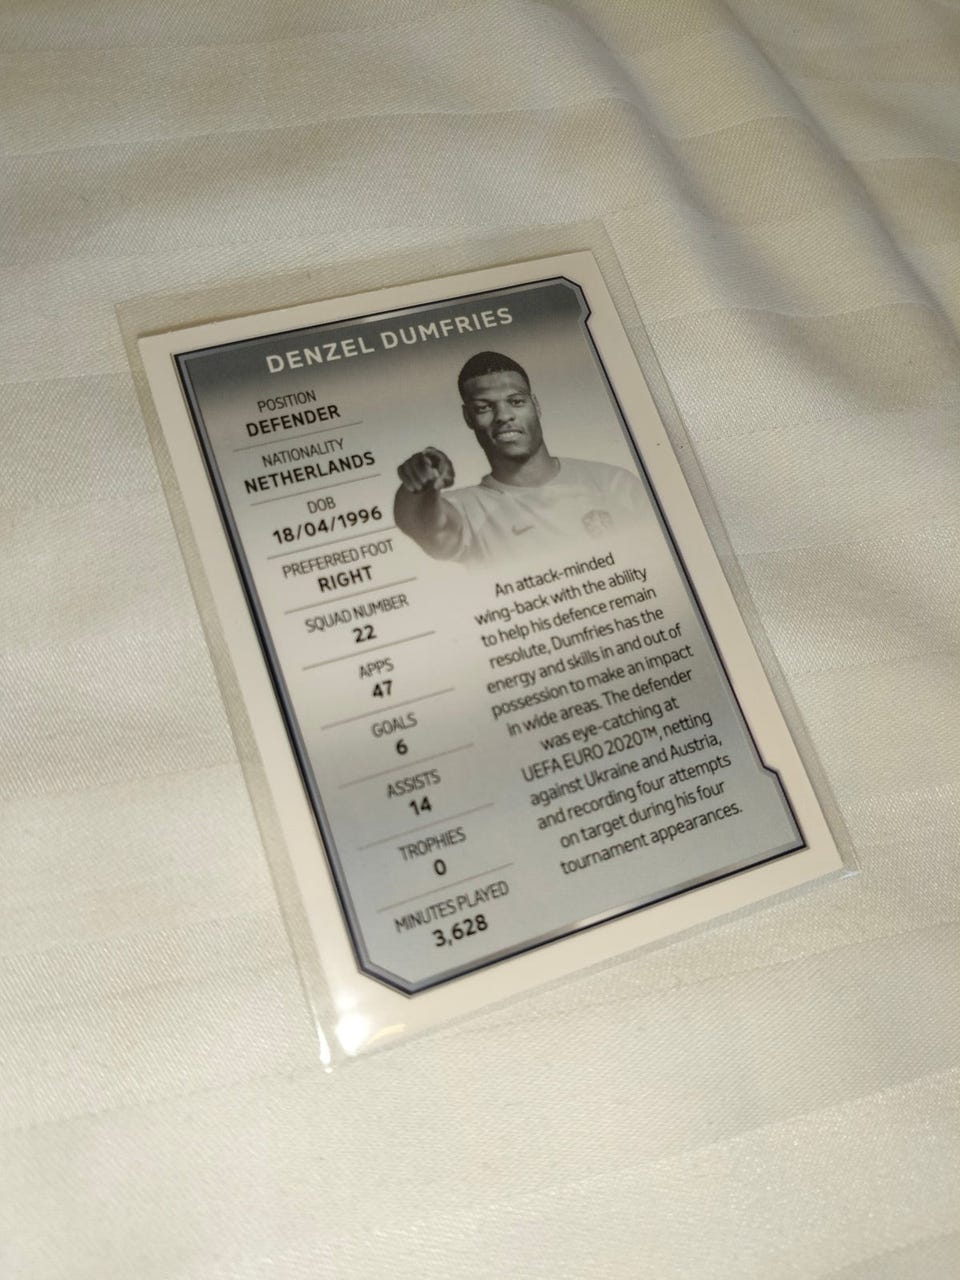 DENZEL DUMFRIES
POSITION
DEFENDER
NATIONALITY
NETHERLANDS
DOB
18/04/1996
PREFERRED FOOT
RIGHT
SQUAD NUMBER
22
APPS
47
GOALS
6
ASSISTS
14
TROPHIES
0
MINUTES PLAYED
3,628
An attack-minded
wing-back with the ability
to help his defence remain
resolute, Dumfries has the
energy and skills in and out of
possession to make an impact
in wide areas. The defender
was eye-catching at
UEFA EURO 2020™, netting
against Ukraine and Austria,
and recording four attempts
on target during his four
tournament appearances.